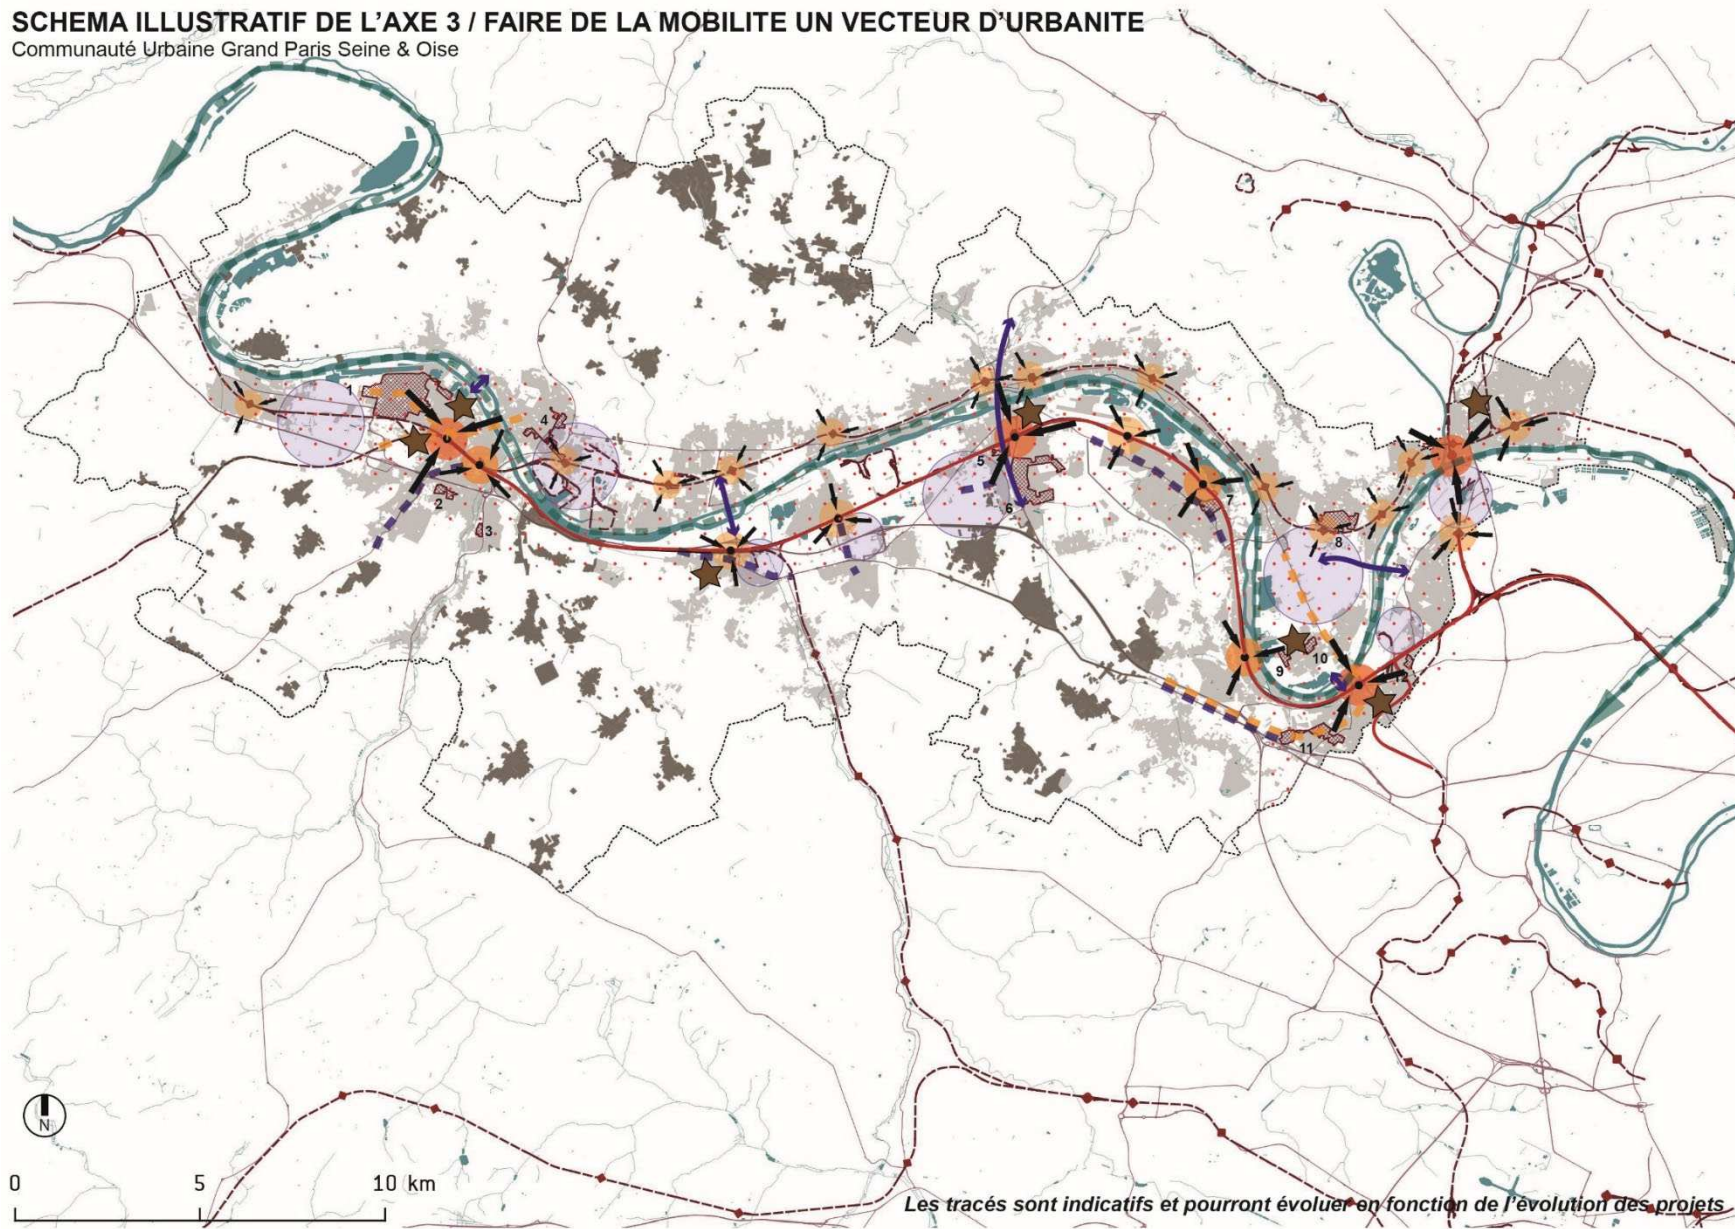 SCHEMA ILLUSTRATIF DE L'AXE 3 / FAIRE DE LA MOBILITE UN VECTEUR D'URBANITE
Communauté Urbaine Grand Paris Seine & Oise
1
4
2
3
5
6
7
8
9
10
11
N
0 5 10 km
Les tracés sont indicatifs et pourront évoluer en fonction de l'évolution des projets